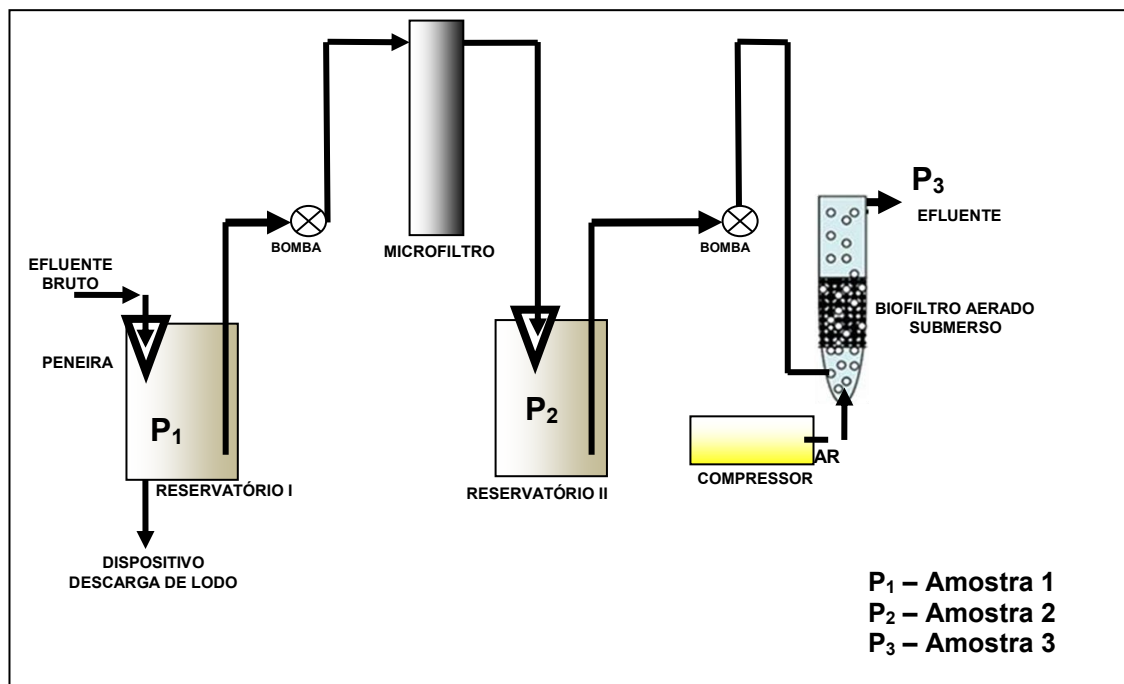 P₃
EFLUENTE
MICROFILTRO
BOMBA
BOMBA
EFLUENTE
BRUTO
BIOFILTRO AERADO
SUBMERSO
PENEIRA
P₁
P₂
AR
COMPRESSOR
RESERVATÓRIO I
RESERVATÓRIO II
DISPOSITIVO
DESCARGA DE LODO
P₁ – Amostra 1
P₂ – Amostra 2
P₃ – Amostra 3